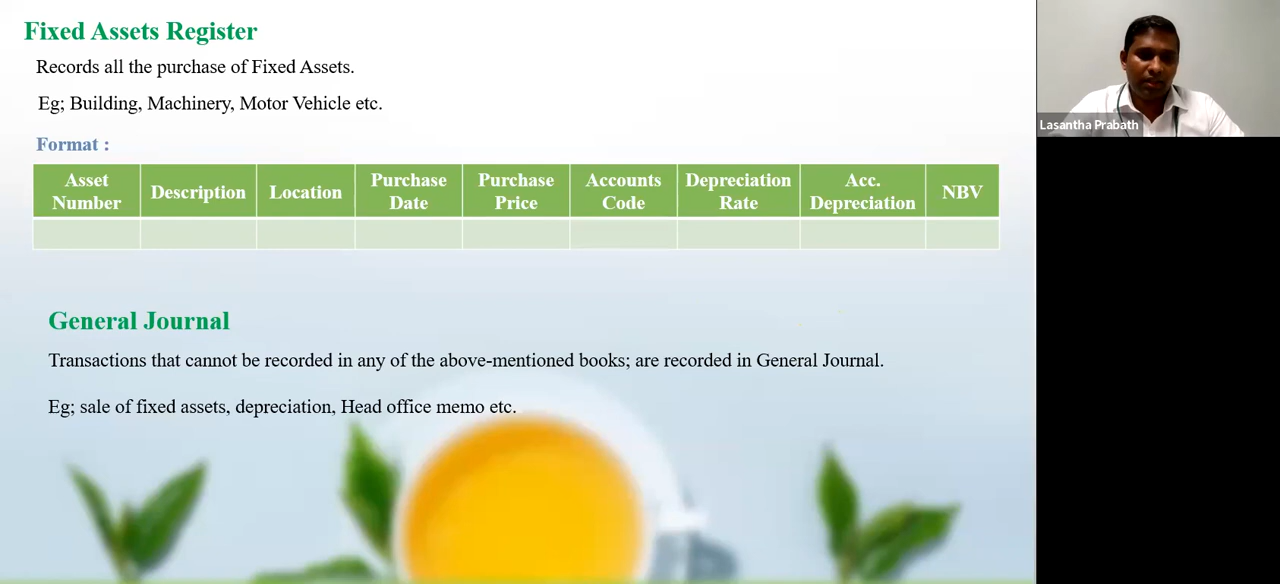 Fixed Assets Register
Records all the purchase of Fixed Assets.
Eg; Building, Machinery, Motor Vehicle etc.
Format :
Asset Number
Description
Location
Purchase Date
Purchase Price
Accounts Code
Depreciation Rate
Acc. Depreciation
NBV
General Journal
Transactions that cannot be recorded in any of the above-mentioned books; are recorded in General Journal.
Eg; sale of fixed assets, depreciation, Head office memo etc.
Lasantha Prabath